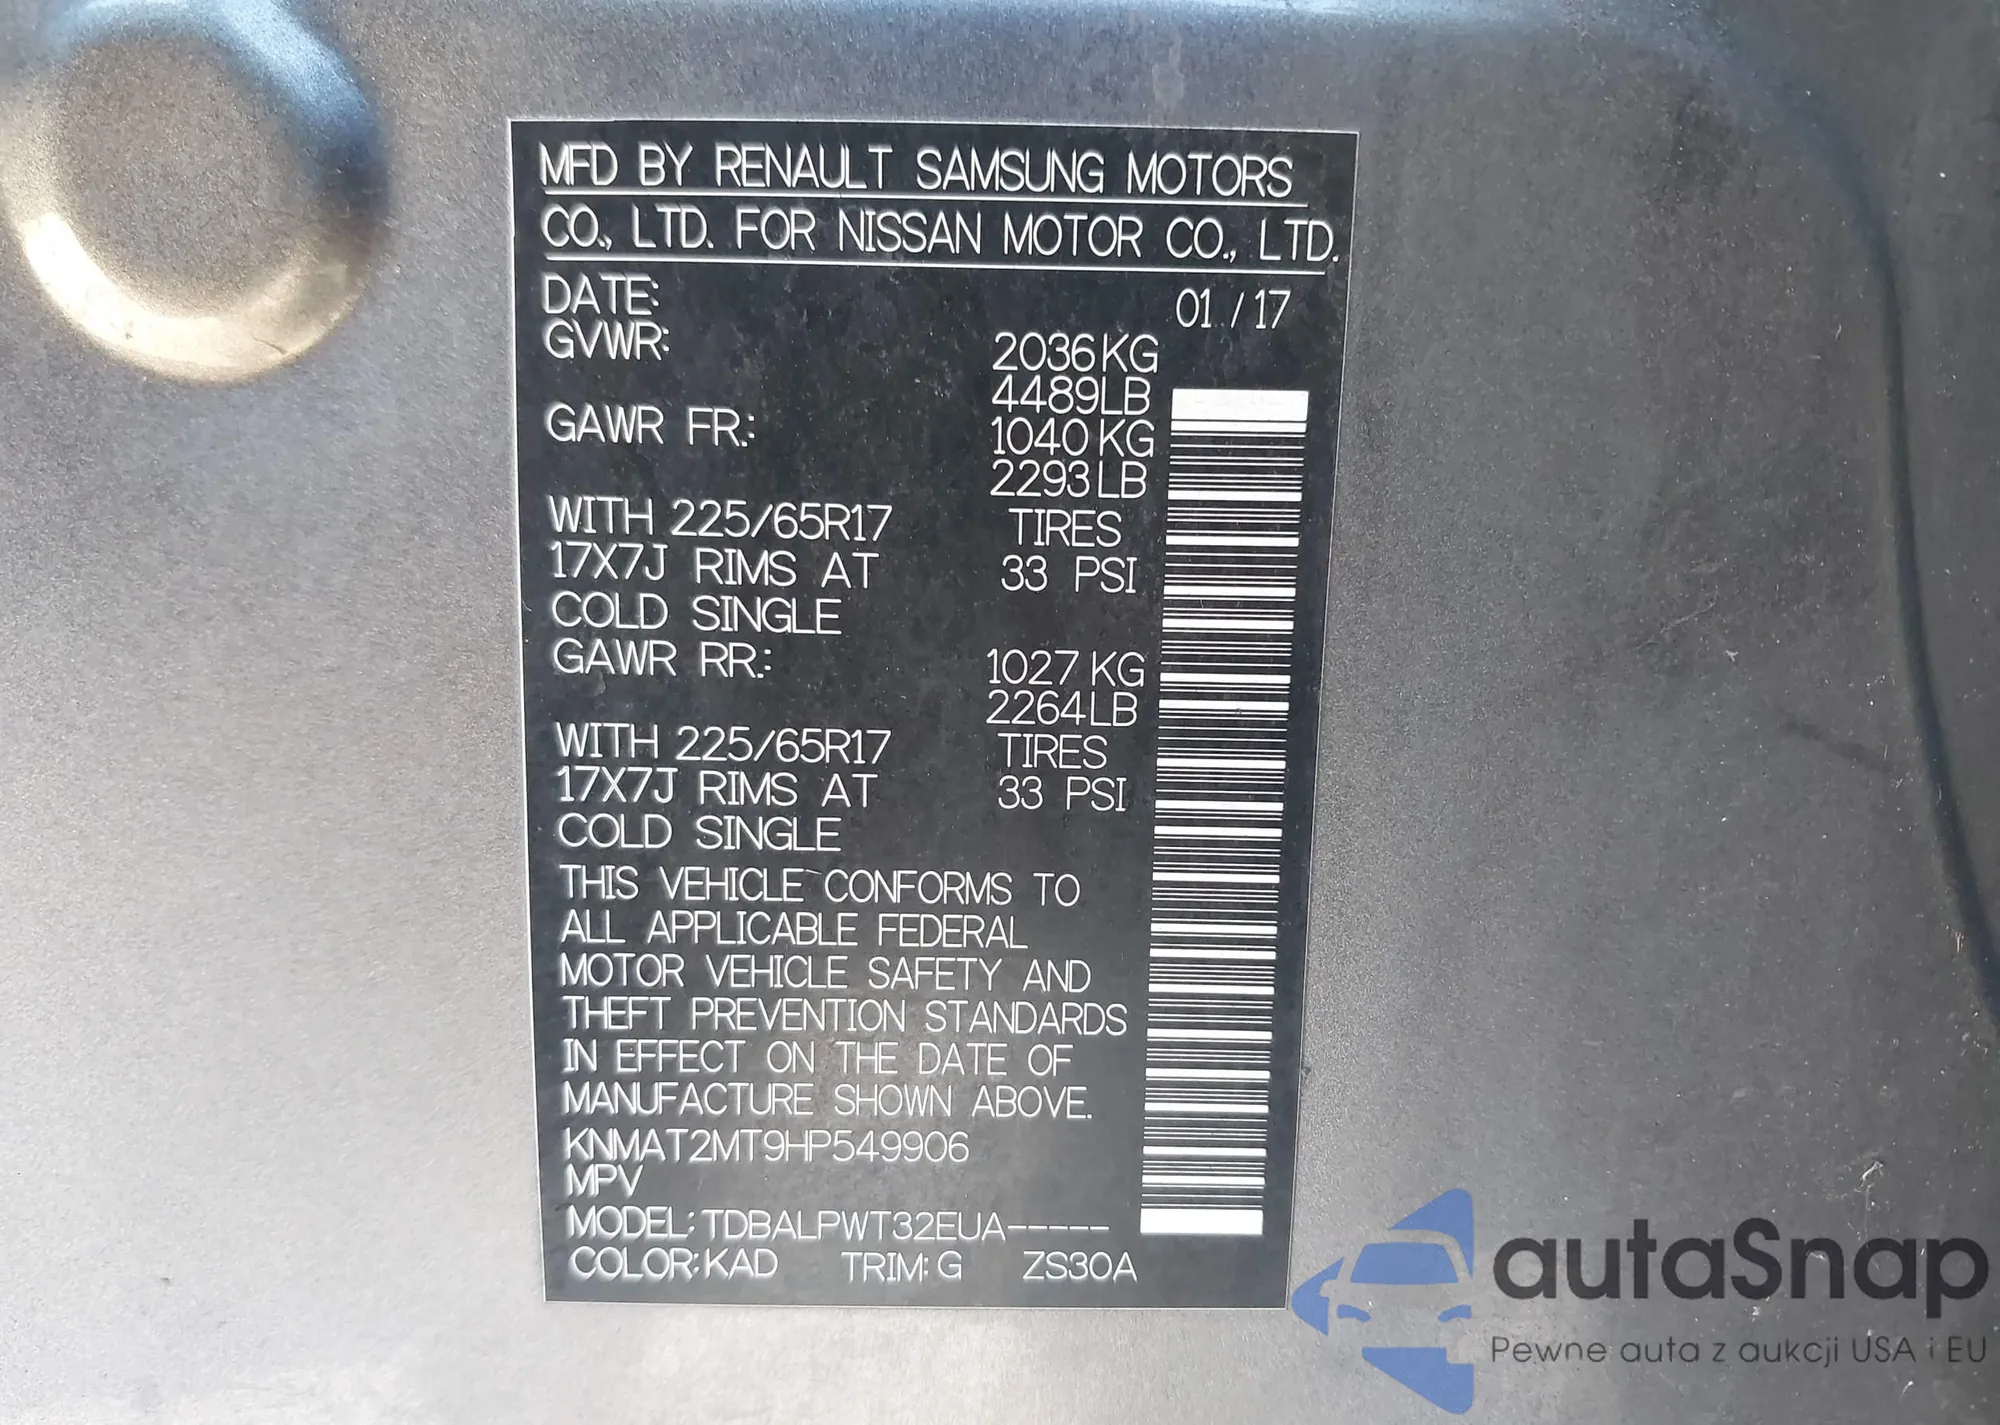 MFD BY RENAULT SAMSUNG MOTORS
CO., LTD. FOR NISSAN MOTOR CO., LTD.
DATE: 01 / 17
GVWR: 2036KG
4489LB
GAWR FR.: 1040 KG
2293LB
WITH 225/65R17 TIRES
17X7J RIMS AT 33 PSI
COLD SINGLE
GAWR RR.: 1027 KG
2264LB
WITH 225/65R17 TIRES
17X7J RIMS AT 33 PSI
COLD SINGLE
THIS VEHICLE CONFORMS TO
ALL APPLICABLE FEDERAL
MOTOR VEHICLE SAFETY AND
THEFT PREVENTION STANDARDS
IN EFFECT ON THE DATE OF
MANUFACTURE SHOWN ABOVE.
KNMAT2MT9HP549906
MPV
MODEL: TDBALPWT32EUA-----
COLOR: KAD TRIM: G ZS30A
autaSnap
Pewne auta z aukcji USA i EU